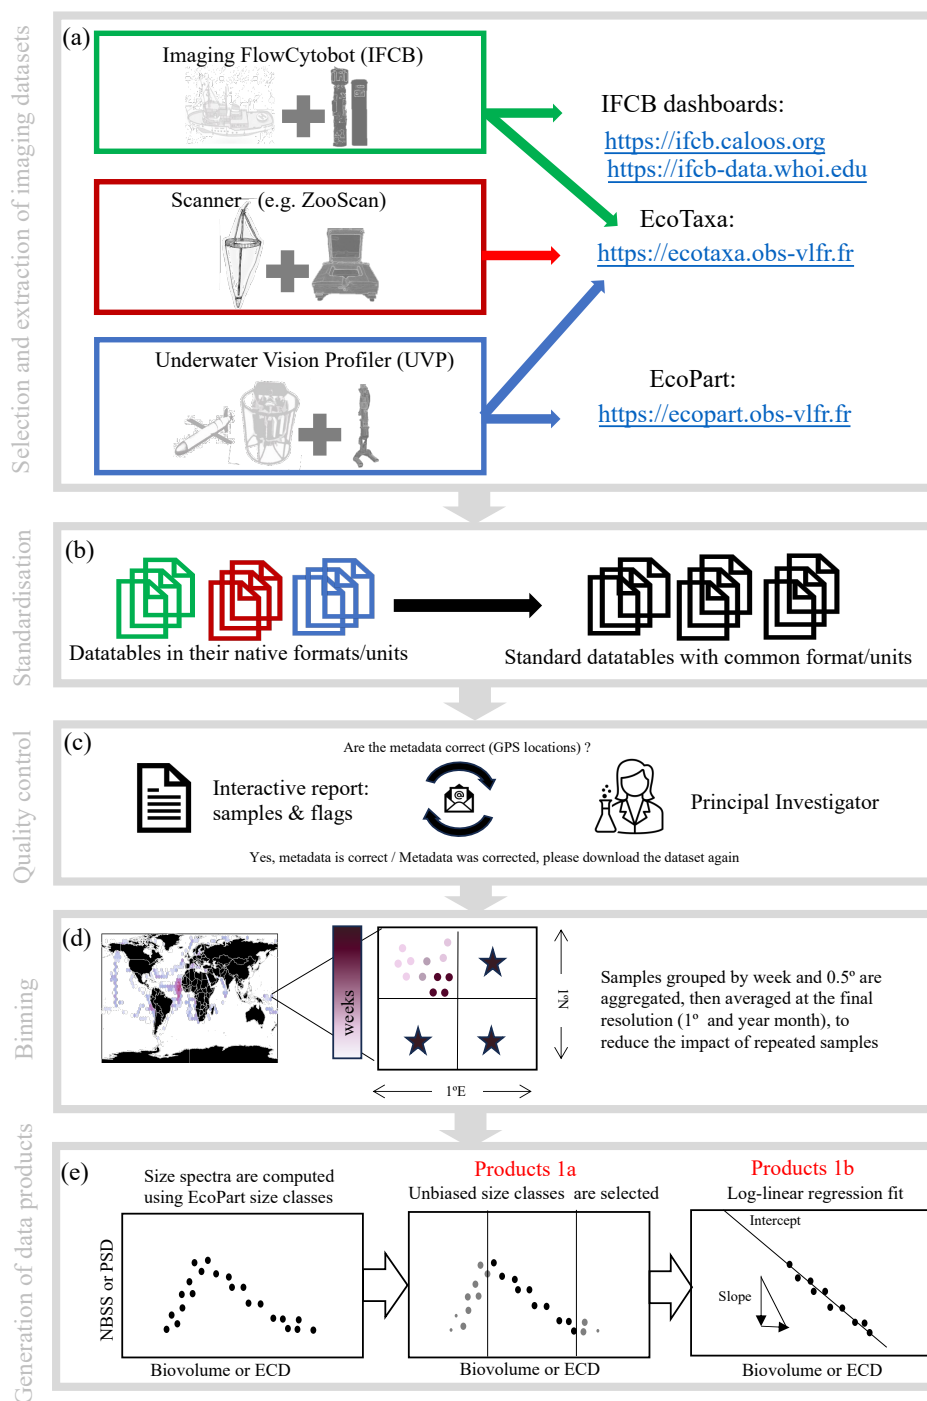 Selection and extraction of imaging datasets
(a)
Imaging FlowCytobot (IFCB)
Scanner (e.g. ZooScan)
Underwater Vision Profiler (UVP)
IFCB dashboards:
https://ifcb.caloos.org
https://ifcb-data.whoi.edu
EcoTaxa:
https://ecotaxa.obs-vlfr.fr
EcoPart:
https://ecopart.obs-vlfr.fr
Standardisation
(b)
Datatables in their native formats/units
Standard datatables with common format/units
Quality control
(c)
Are the metadata correct (GPS locations) ?
Interactive report:
samples & flags
@
Principal Investigator
Yes, metadata is correct / Metadata was corrected, please download the dataset again
Binning
(d)
weeks
1ºN
1ºE
Samples grouped by week and 0.5º are
aggregated, then averaged at the final
resolution (1º and year month), to
reduce the impact of repeated samples
Generation of data products
(e)
Size spectra are computed
using EcoPart size classes
NBSS or PSD
Biovolume or ECD
Products 1a
Unbiased size classes are selected
Biovolume or ECD
Products 1b
Log-linear regression fit
Intercept
Slope
Biovolume or ECD